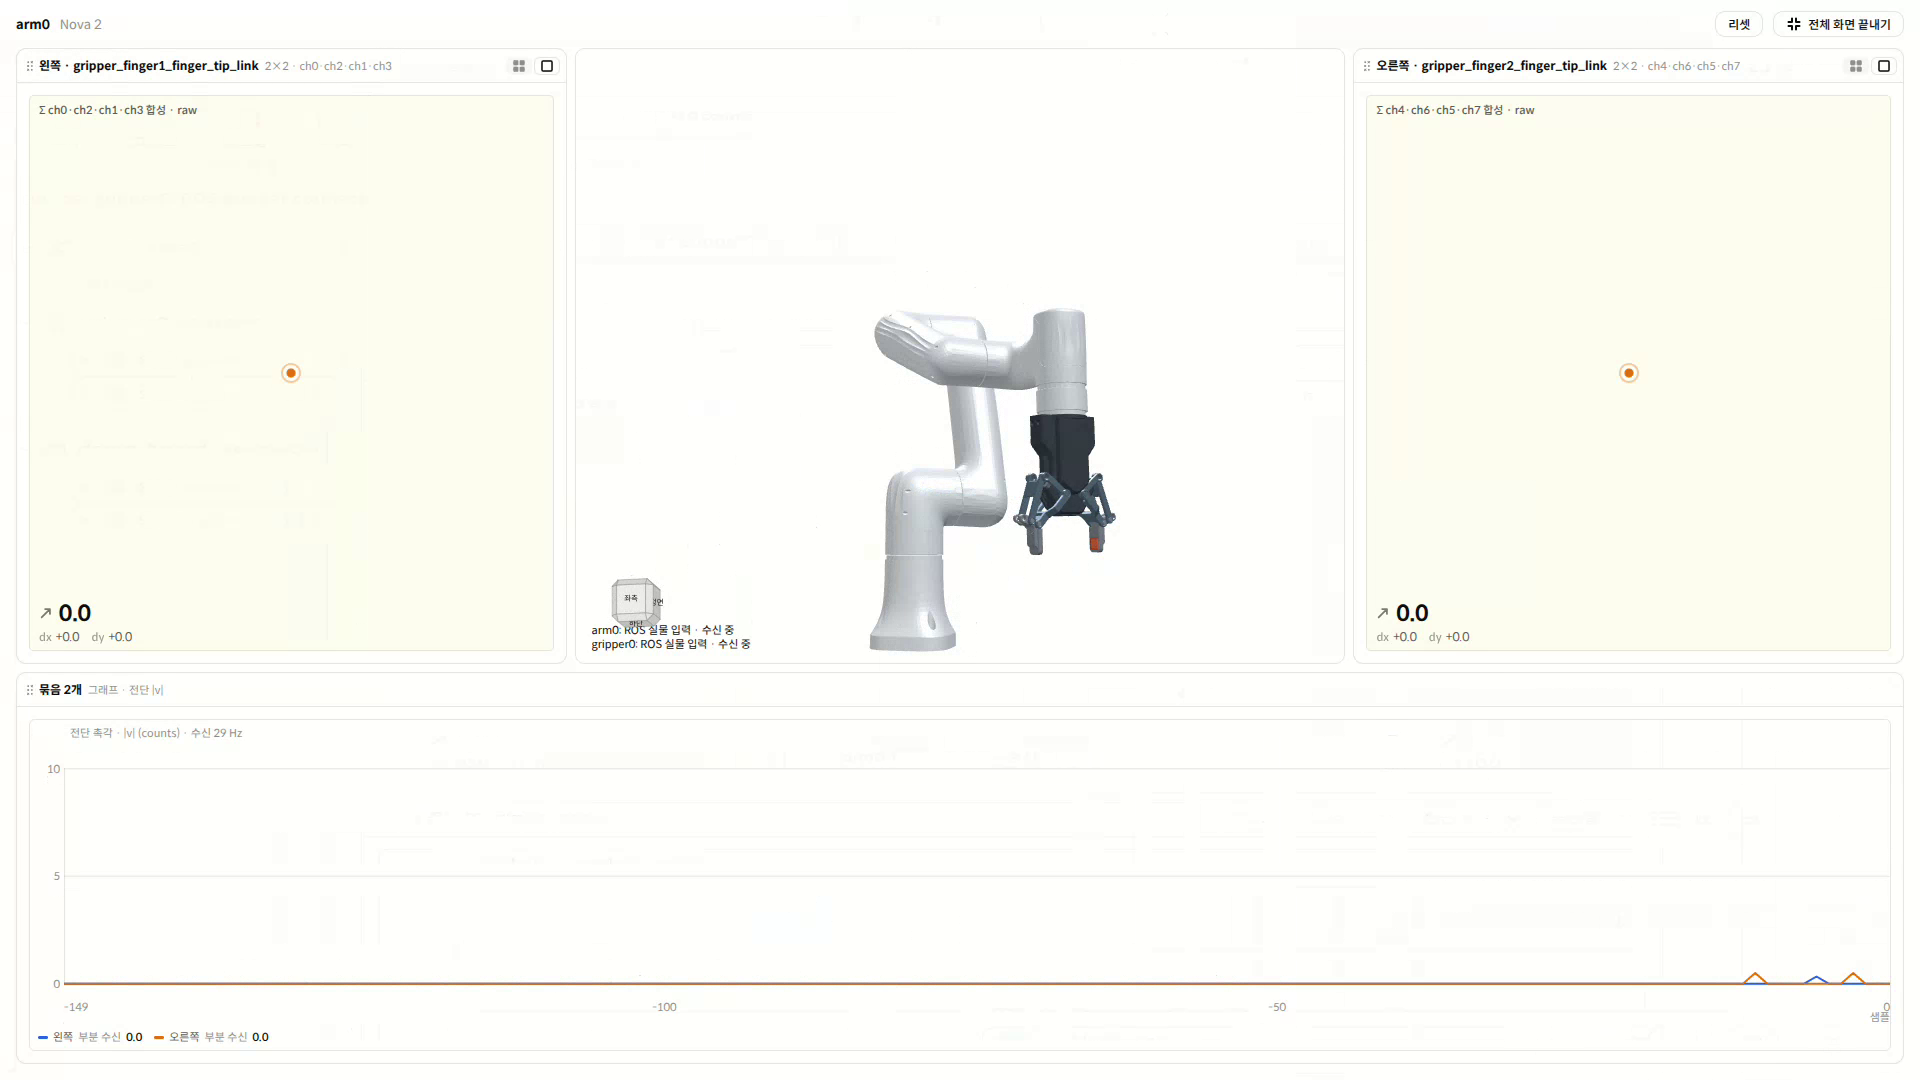 arm0 Nova 2
리셋
전체 화면 끝내기
왼쪽 · gripper_finger1_finger_tip_link 2×2 · ch0·ch2·ch1·ch3
Σ ch0·ch2·ch1·ch3 합성 · raw
↗ 0.0
dx +0.0 dy +0.0
좌측
하단
arm0: ROS 실물 입력 · 수신 중
gripper0: ROS 실물 입력 · 수신 중
오른쪽 · gripper_finger2_finger_tip_link 2×2 · ch4·ch6·ch5·ch7
Σ ch4·ch6·ch5·ch7 합성 · raw
↗ 0.0
dx +0.0 dy +0.0
묶음 2개 그래프 · 전단 |v|
전단 촉각 · |v| (counts) · 수신 29 Hz
10
5
0
-149 -100 -50 0
샘플
왼쪽 부분 수신 0.0 오른쪽 부분 수신 0.0